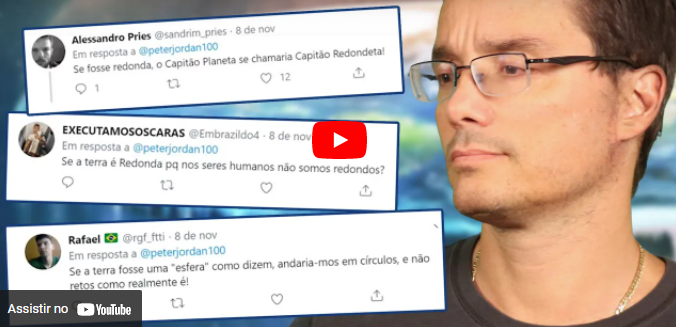 Alessandro Pries @sandrim_pries · 8 de nov
Em resposta a @peterjordan100
Se fosse redonda, o Capitão Planeta se chamaria Capitão Redondeta!
1 12
EXECUTAMOSOSCARAS @Embrazildo4 · 8 de nov
Em resposta a @peterjordan100
Se a terra é Redonda pq nos seres humanos não somos redondos?
Rafael @rgf_ftti · 8 de nov
Em resposta a @peterjordan100
Se a terra fosse uma "esfera" como dizem, andaria-mos em círculos, e não
retos como realmente é!
Assistir no YouTube